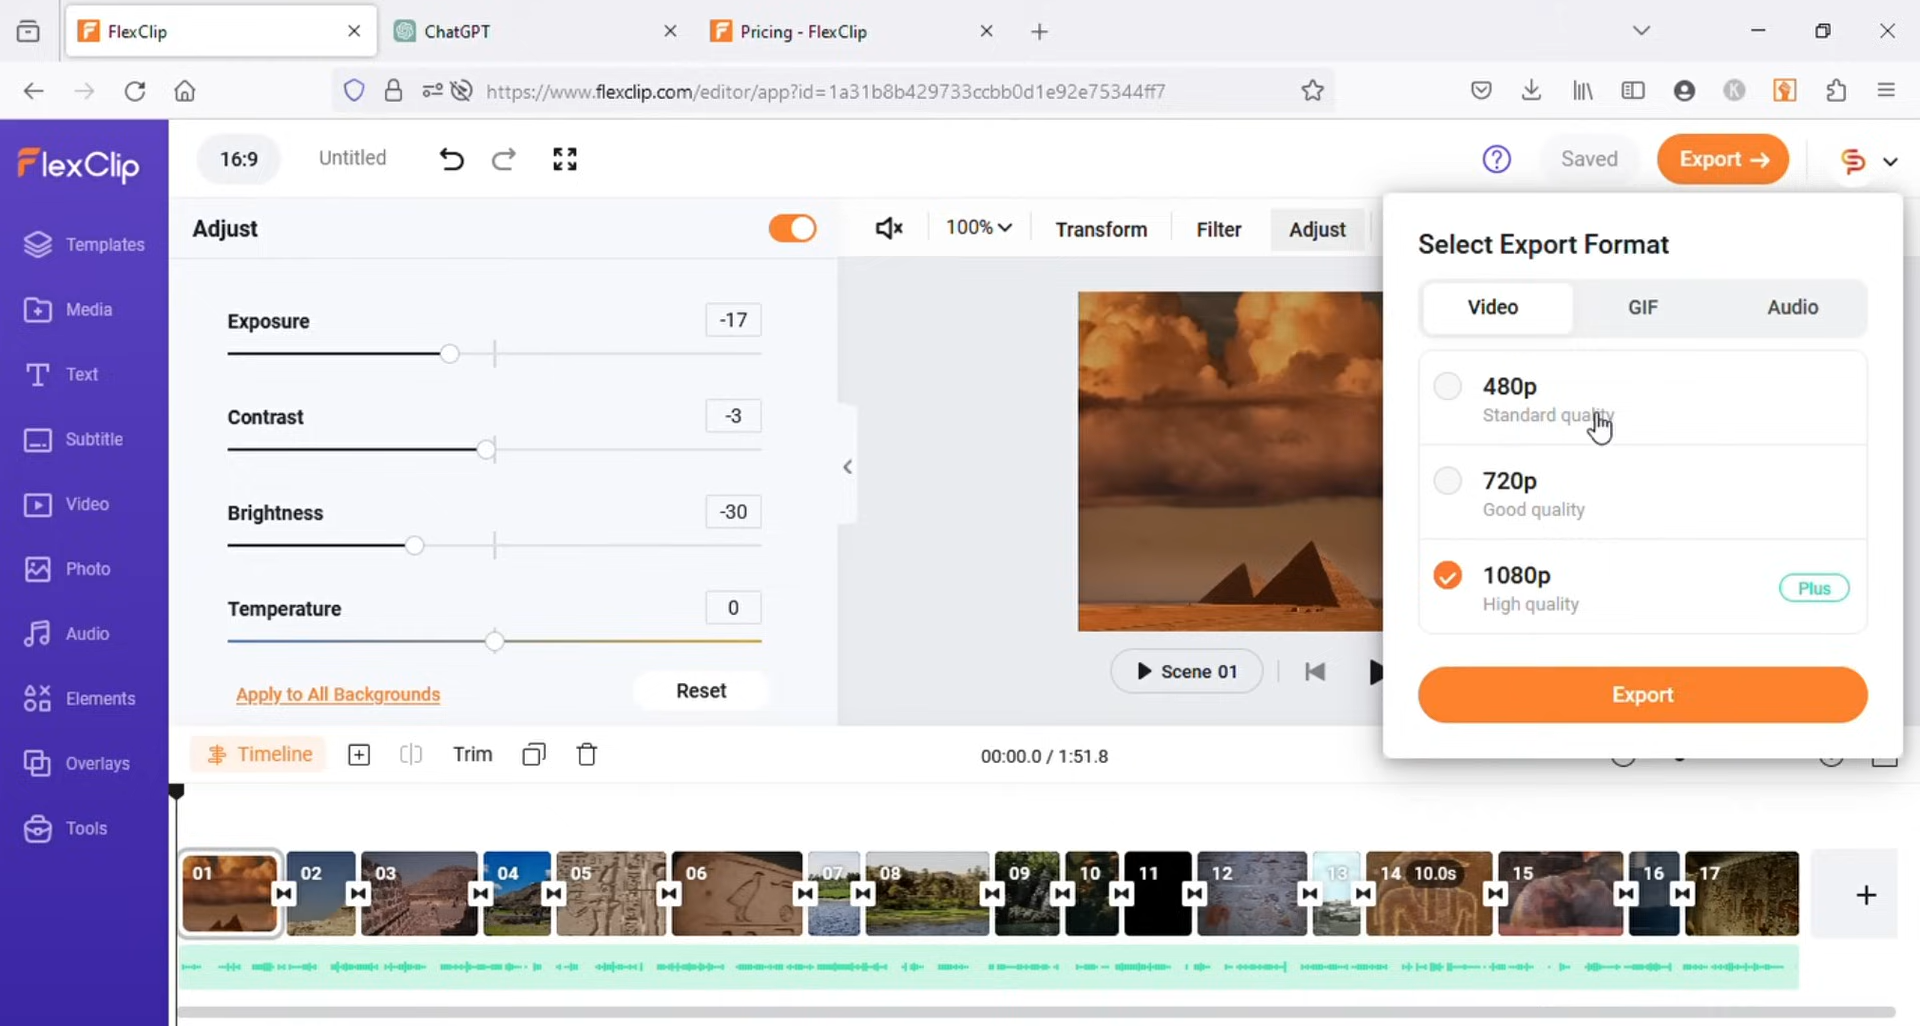 FlexClip
ChatGPT
Pricing - FlexClip
https://www.flexclip.com/editor/app?id=1a31b8b429733ccbb0d1e92e75344ff7
FlexClip
16:9
Untitled
Saved
Export →
Templates
Media
Text
Subtitle
Video
Photo
Audio
Elements
Overlays
Tools
Adjust
Exposure
-17
Contrast
-3
Brightness
-30
Temperature
0
Apply to All Backgrounds
Reset
100%
Transform
Filter
Adjust
Scene 01
Select Export Format
Video
GIF
Audio
480p
Standard quality
720p
Good quality
1080p
High quality
Plus
Export
Timeline
Trim
00:00.0 / 1:51.8
01
02
03
04
05
06
07
08
09
10
11
12
13
14
10.0s
15
16
17